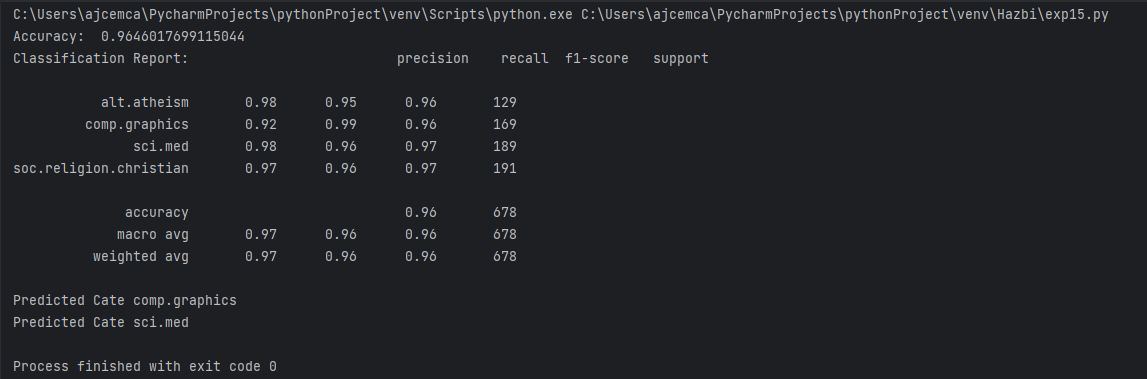 C:\Users\ajcemca\PycharmProjects\pythonProject\venv\Scripts\python.exe C:\Users\ajcemca\PycharmProjects\pythonProject\venv\Hazbi\exp15.py
Accuracy:  0.9646017699115044
Classification Report:                          precision    recall  f1-score   support

           alt.atheism       0.98      0.95      0.96       129
         comp.graphics       0.92      0.99      0.96       169
               sci.med       0.98      0.96      0.97       189
soc.religion.christian       0.97      0.96      0.97       191

              accuracy                           0.96       678
             macro avg       0.97      0.96      0.96       678
          weighted avg       0.97      0.96      0.96       678

Predicted Cate comp.graphics
Predicted Cate sci.med

Process finished with exit code 0